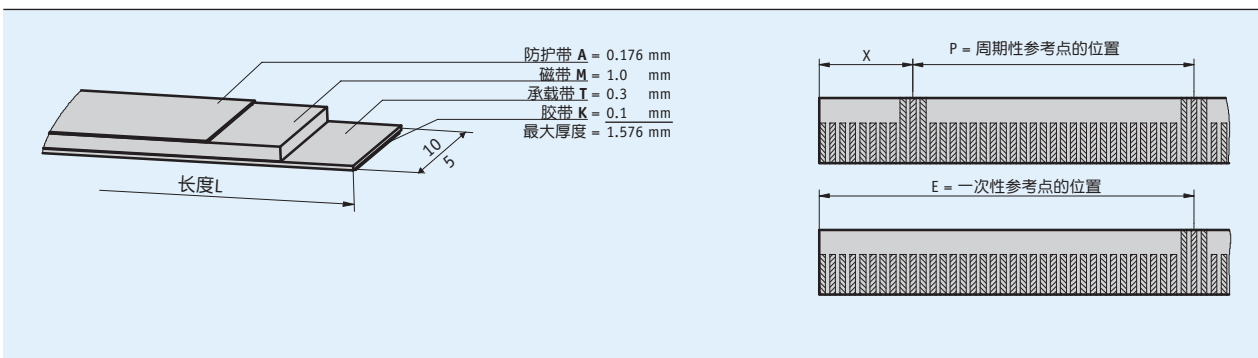 防护带 A = 0.176 mm
磁带 M = 1.0 mm
承载带 T = 0.3 mm
胶带 K = 0.1 mm
最大厚度 = 1.576 mm
10
5
长度L
X
P = 周期性参考点的位置
E = 一次性参考点的位置